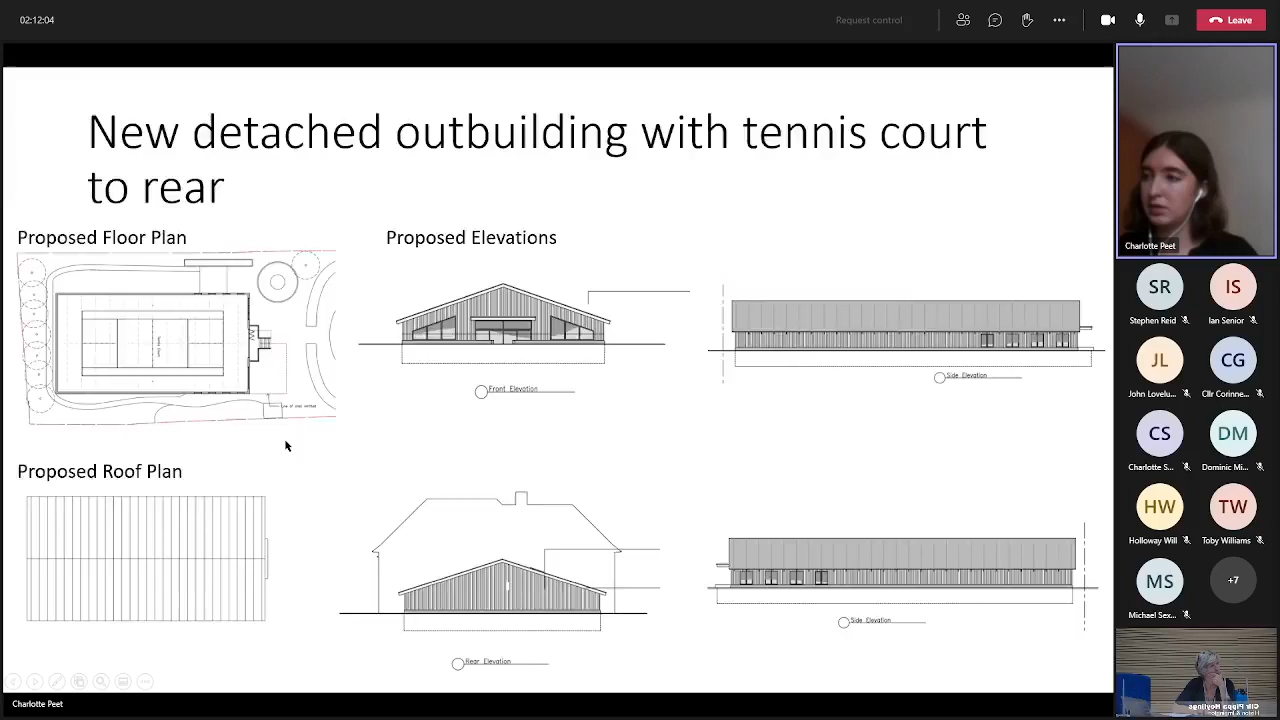 02:12:04
Request control
Leave
New detached outbuilding with tennis court
to rear
Proposed Floor Plan
Proposed Elevations
Front Elevation
Side Elevation
Proposed Roof Plan
Rear Elevation
Side Elevation
Charlotte Peet
Charlotte Peet
SR
IS
Stephen Reid
Ian Senior
JL
CG
John Lovelu...
Cllr Corinne...
CS
DM
Charlotte S...
Dominic Mi...
HW
TW
Holloway Will
Toby Williams
MS
+7
Michael Sex...